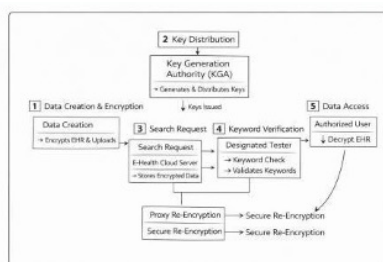 2 Key Distribution
Key Generation
Authority (KGA)
→ Generates & Distributes Keys
Keys Issued
1 Data Creation & Encryption
Data Creation
→ Encrypts EHR & Uploads
3 Search Request
Search Request
E-Health Cloud Server
→ Stores Encrypted Data
4 Keyword Verification
Designated Tester
→ Keyword Check
→ Validates Keywords
5 Data Access
Authorized User
↓ Decrypt EHR
Proxy Re-Encryption → Secure Re-Encryption
Secure Re-Encryption → Secure Re-Encryption